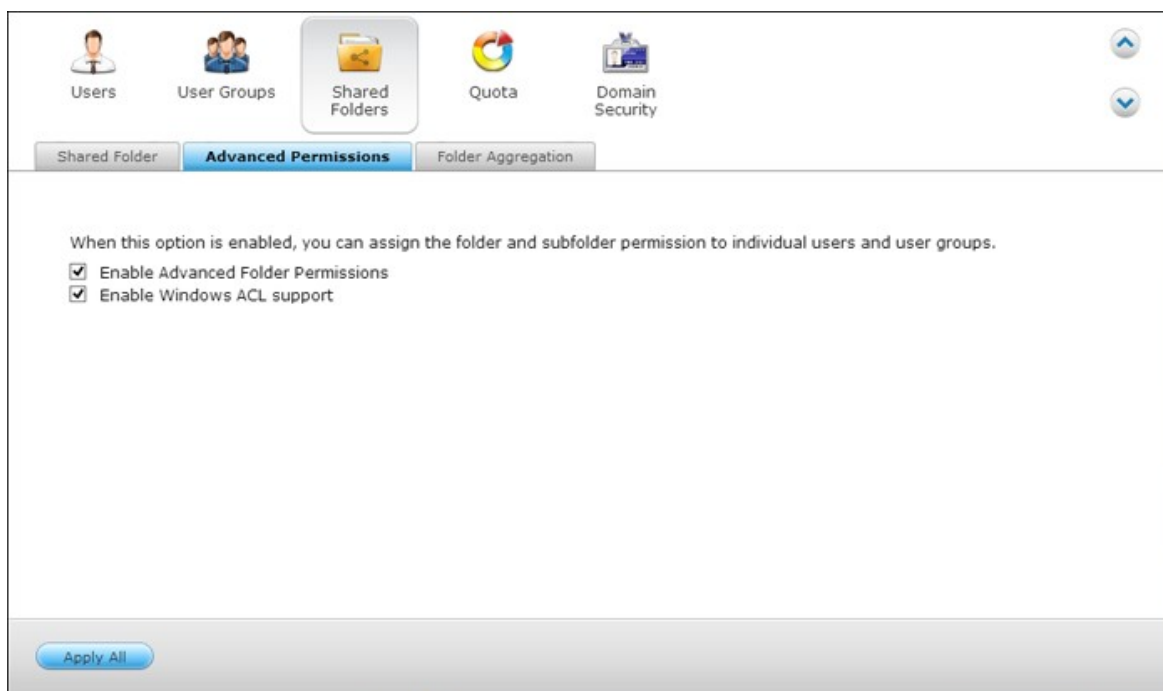 Users
User Groups
Shared
Folders
Quota
Domain
Security
Shared Folder
Advanced Permissions
Folder Aggregation
When this option is enabled, you can assign the folder and subfolder permission to individual users and user groups.
Enable Advanced Folder Permissions
Enable Windows ACL support
Apply All